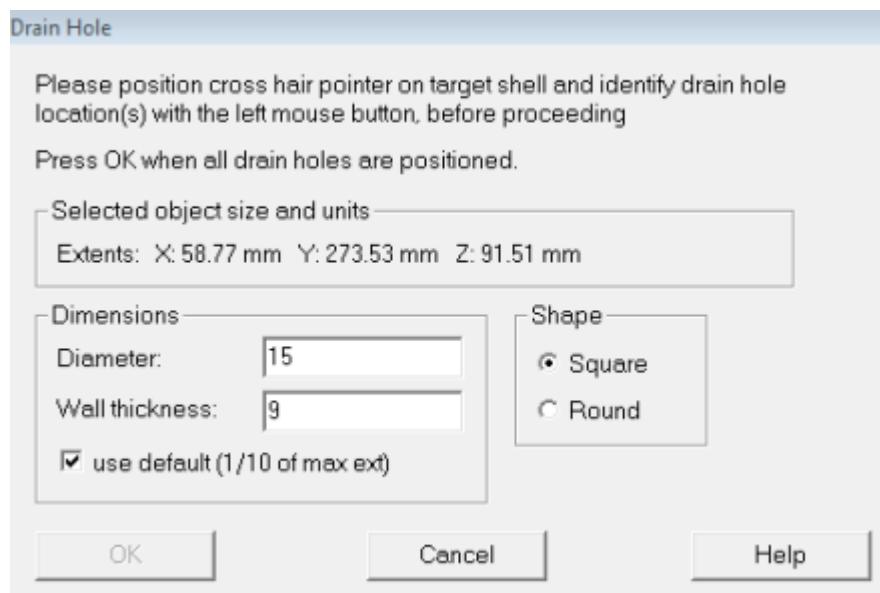 Drain Hole
Please position cross hair pointer on target shell and identify drain hole
location(s) with the left mouse button, before proceeding
Press OK when all drain holes are positioned.
Selected object size and units
Extents: X: 58.77 mm Y: 273.53 mm Z: 91.51 mm
Dimensions
Diameter: 15
Wall thickness: 9
use default (1/10 of max ext)
Shape
Square
Round
OK Cancel Help